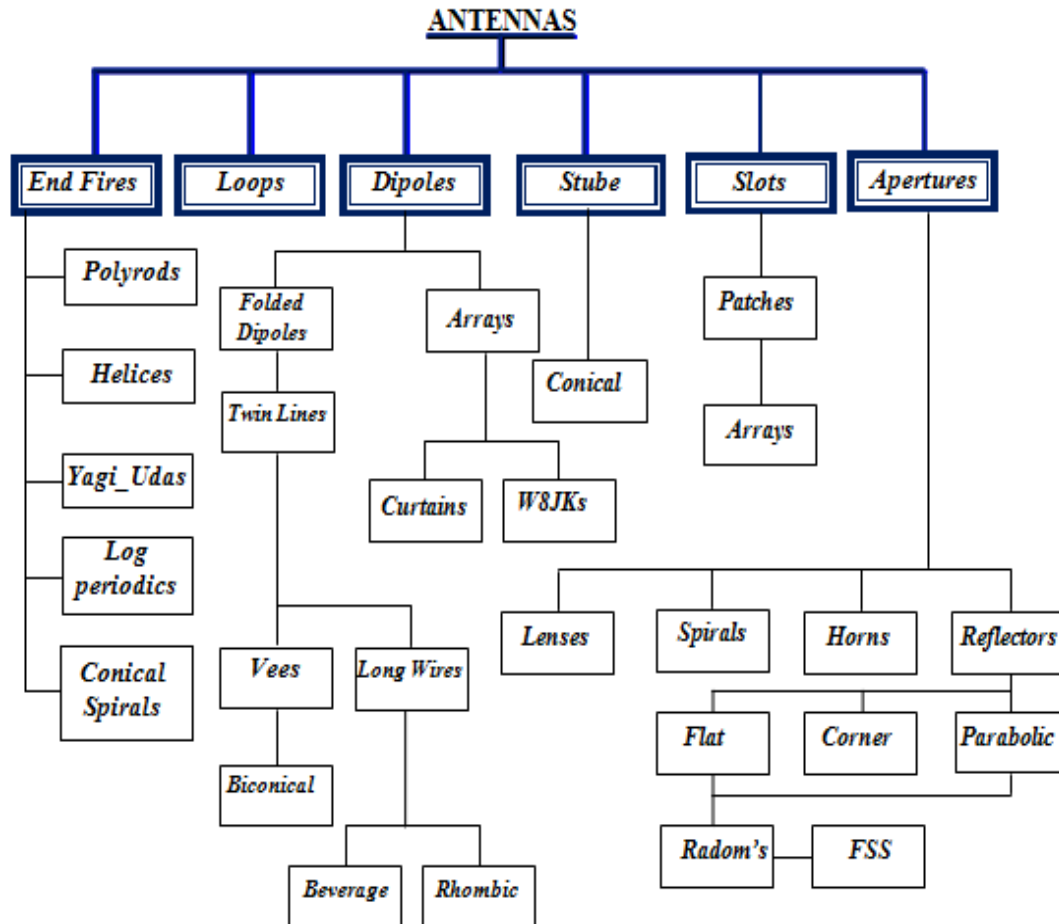 ANTENNAS
End Fires
Loops
Dipoles
Stube
Slots
Apertures
Polyrods
Helices
Yagi_Udas
Log
periodics
Conical
Spirals
Folded
Dipoles
Twin Lines
Vees
Biconical
Long Wires
Beverage
Rhombic
Arrays
Curtains
W8JKs
Conical
Patches
Arrays
Lenses
Spirals
Horns
Reflectors
Flat
Corner
Parabolic
Radom's
FSS